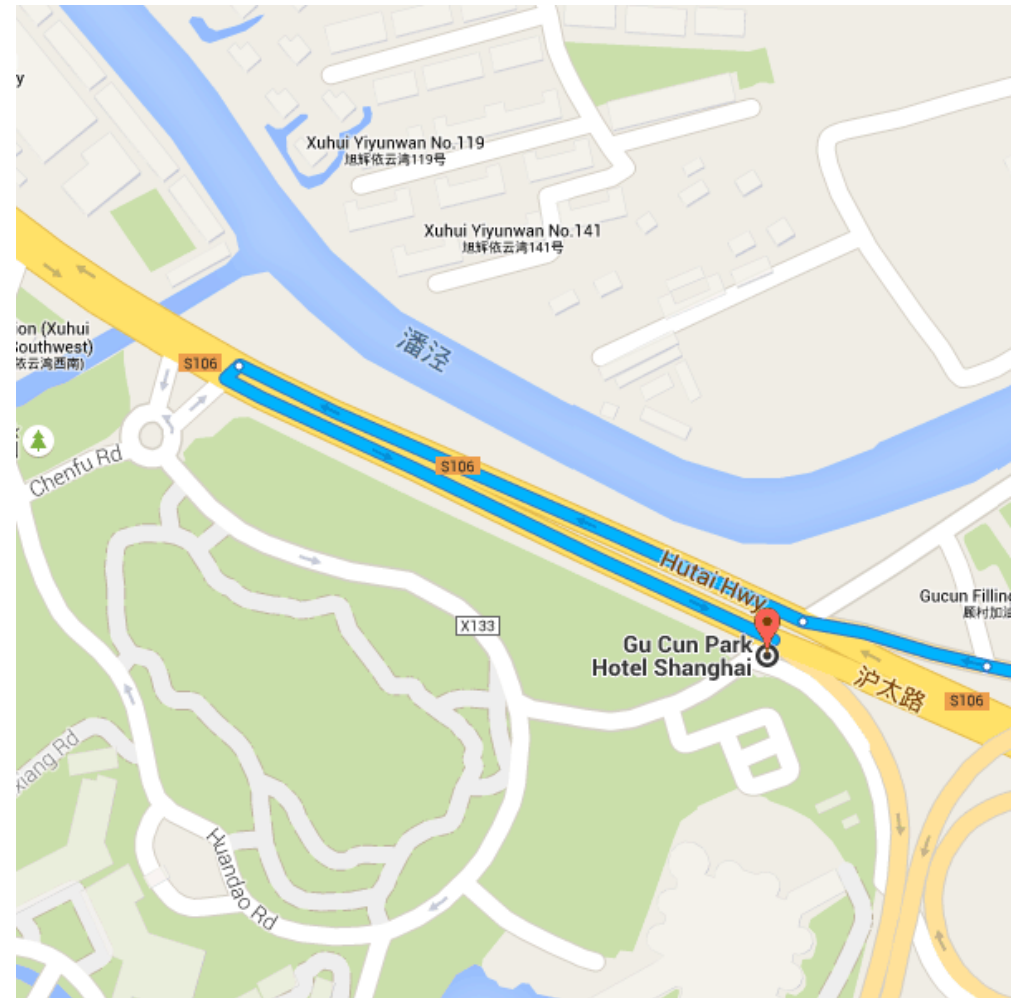 y
Xuhui Yiyunwan No.119
旭辉依云湾119号
Xuhui Yiyunwan No.141
旭辉依云湾141号
潘泾
ion (Xuhui
Southwest)
依云湾西南)
S106
S106
Chenfu Rd
Hutai Hwy
Gucun Filling
顾村加油
X133
Gu Cun Park
Hotel Shanghai
沪太路
S106
xiang Rd
Huandao Rd